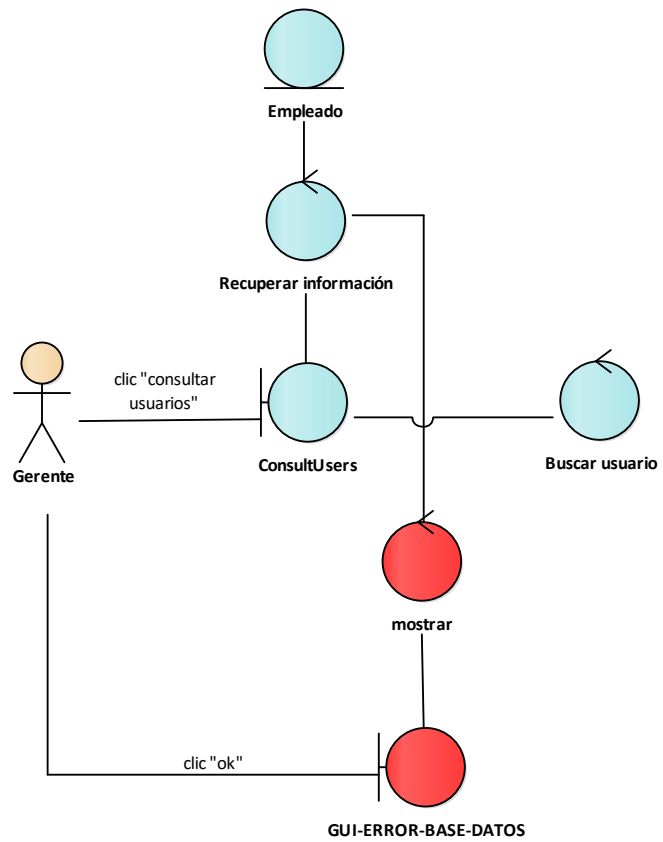 Empleado
Recuperar información
clic "consultar
usuarios"
Gerente
ConsultUsers
Buscar usuario
mostrar
clic "ok"
GUI-ERROR-BASE-DATOS